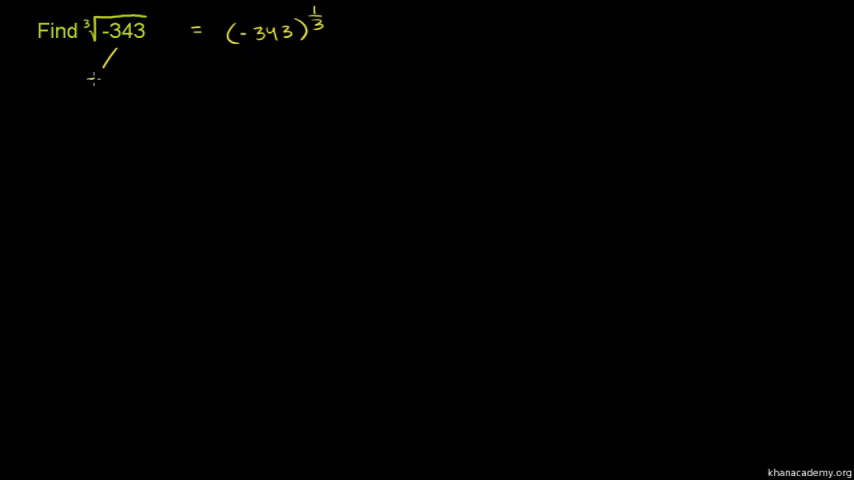 Find ∛-343 = (-343)^(1/3)
khanacademy.org